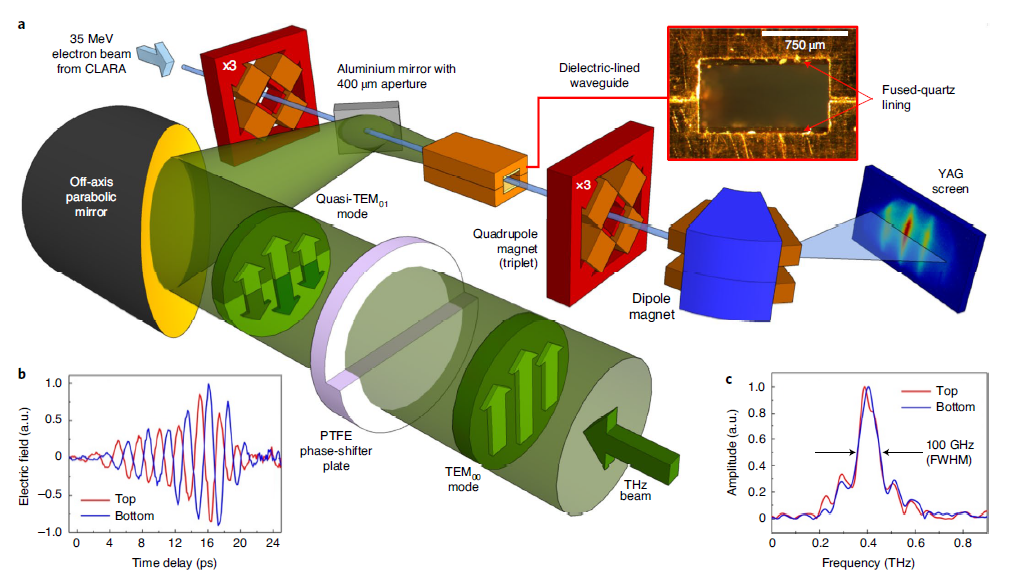 a
35 MeV
electron beam
from CLARA
×3
Aluminium mirror with
400 μm aperture
Dielectric-lined
waveguide
750 μm
Fused-quartz
lining
Off-axis
parabolic
mirror
Quasi-TEM01
mode
×3
Quadrupole
magnet
(triplet)
Dipole
magnet
YAG
screen
PTFE
phase-shifter
plate
TEM00
mode
THz
beam
b
Electric field (a.u.)
1.0
0.5
0
−0.5
−1.0
Top
Bottom
0 4 8 12 16 20 24
Time delay (ps)
c
Amplitude (a.u.)
1.0
0.8
0.6
0.4
0.2
0
Top
Bottom
100 GHz
(FWHM)
0 0.2 0.4 0.6 0.8
Frequency (THz)